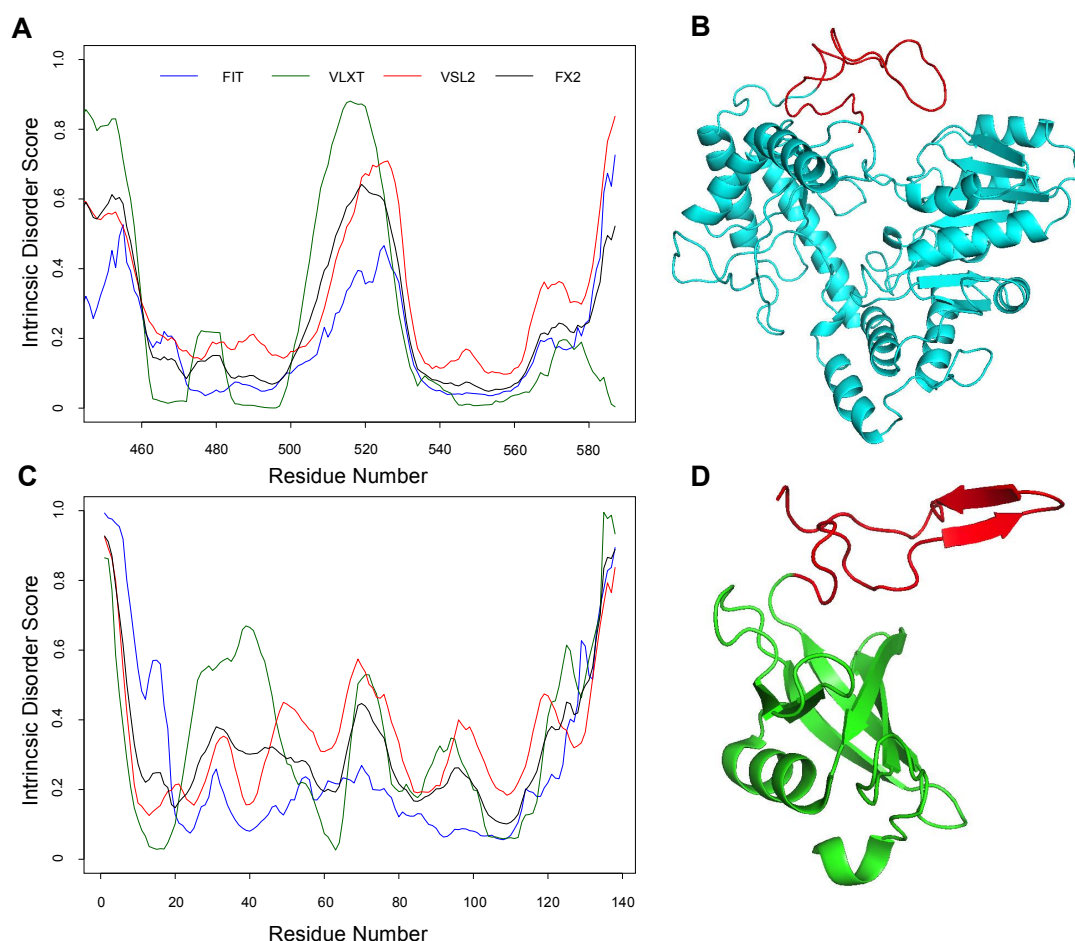 A
B
FIT VLXT VSL2 FX2
Intrincsic Disorder Score
1.0
0.8
0.6
0.4
0.2
0
460 480 500 520 540 560 580
Residue Number
C
D
Intrincsic Disorder Score
1.0
0.8
0.6
0.4
0.2
0
0 20 40 60 80 100 120 140
Residue Number